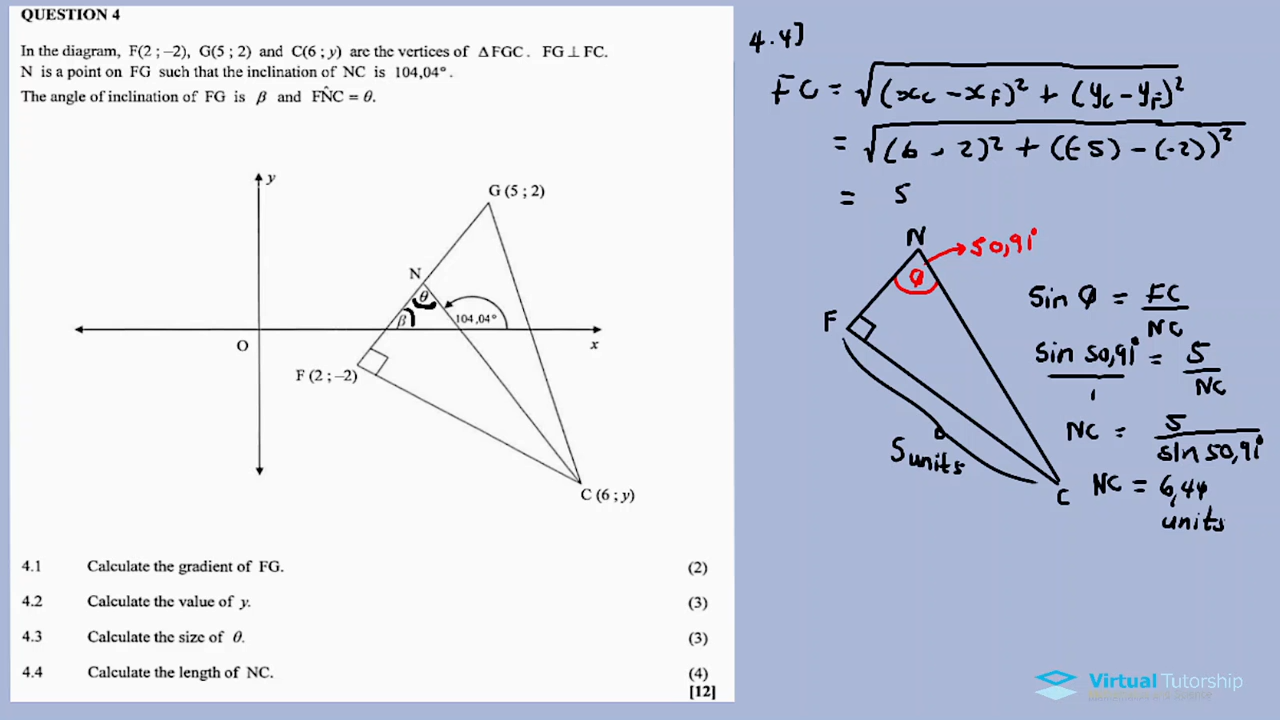 QUESTION 4
In the diagram, F(2 ; −2), G(5 ; 2) and C(6 ; y) are the vertices of ΔFGC. FG ⊥ FC.
N is a point on FG such that the inclination of NC is 104,04°.
The angle of inclination of FG is β and FN̂C = θ.
y
G (5 ; 2)
N
θ
β
104,04°
O
x
F (2 ; −2)
C (6 ; y)
4.1 Calculate the gradient of FG. (2)
4.2 Calculate the value of y. (3)
4.3 Calculate the size of θ. (3)
4.4 Calculate the length of NC. (4)
[12]
4.4]
FC = √(x_C − x_F)² + (y_C − y_F)²
= √(6 - 2)² + ((-5) − (-2))²
= 5
N
50,91°
θ
F
C
5 units
Sin θ = FC/NC
Sin 50,91°/1 = 5/NC
NC = 5/sin 50,91°
NC = 6,44
units
Virtual Tutorship